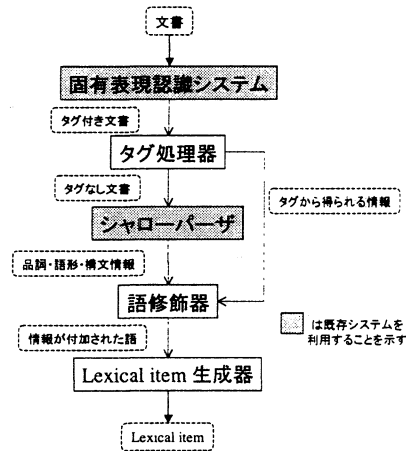 文書
固有表現認識システム
タグ付き文書
タグ処理器
タグなし文書
タグから得られる情報
シャローパーザ
品詞・語形・構文情報
語修飾器
は既存システムを
利用することを示す
情報が付加された語
Lexical item 生成器
Lexical item